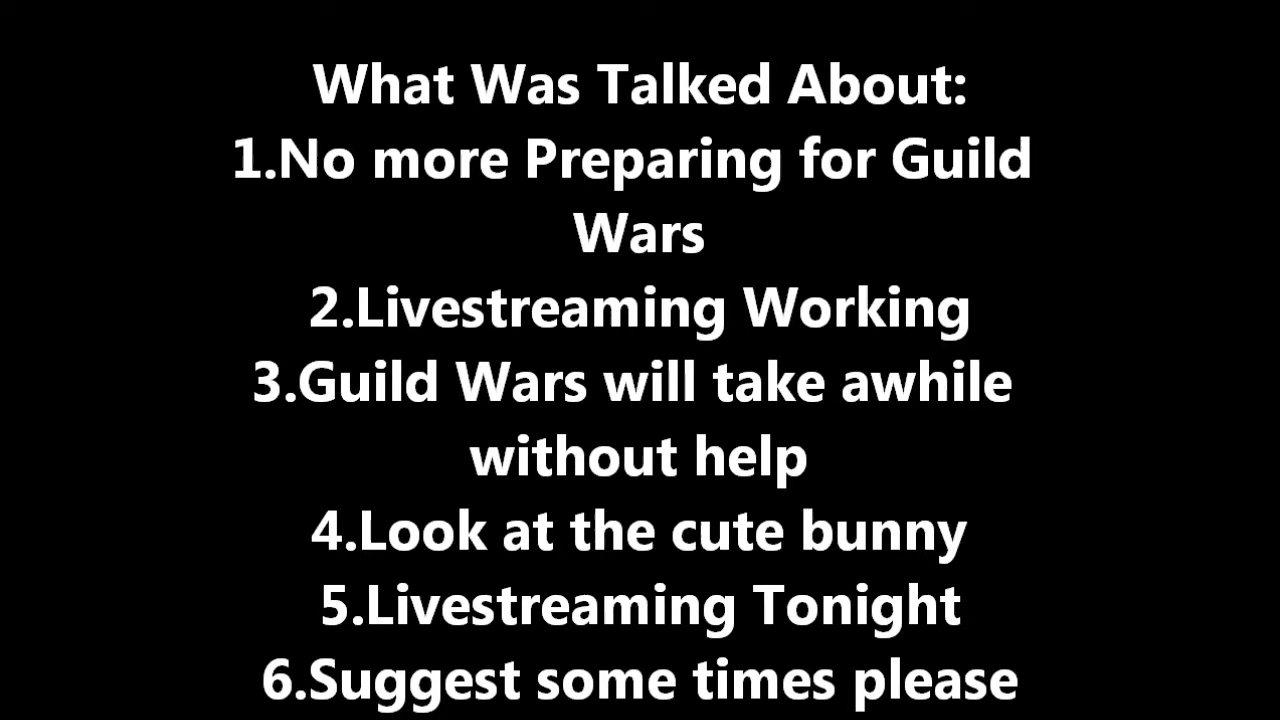 What Was Talked About:
1.No more Preparing for Guild
Wars
2.Livestreaming Working
3.Guild Wars will take awhile
without help
4.Look at the cute bunny
5.Livestreaming Tonight
6.Suggest some times please